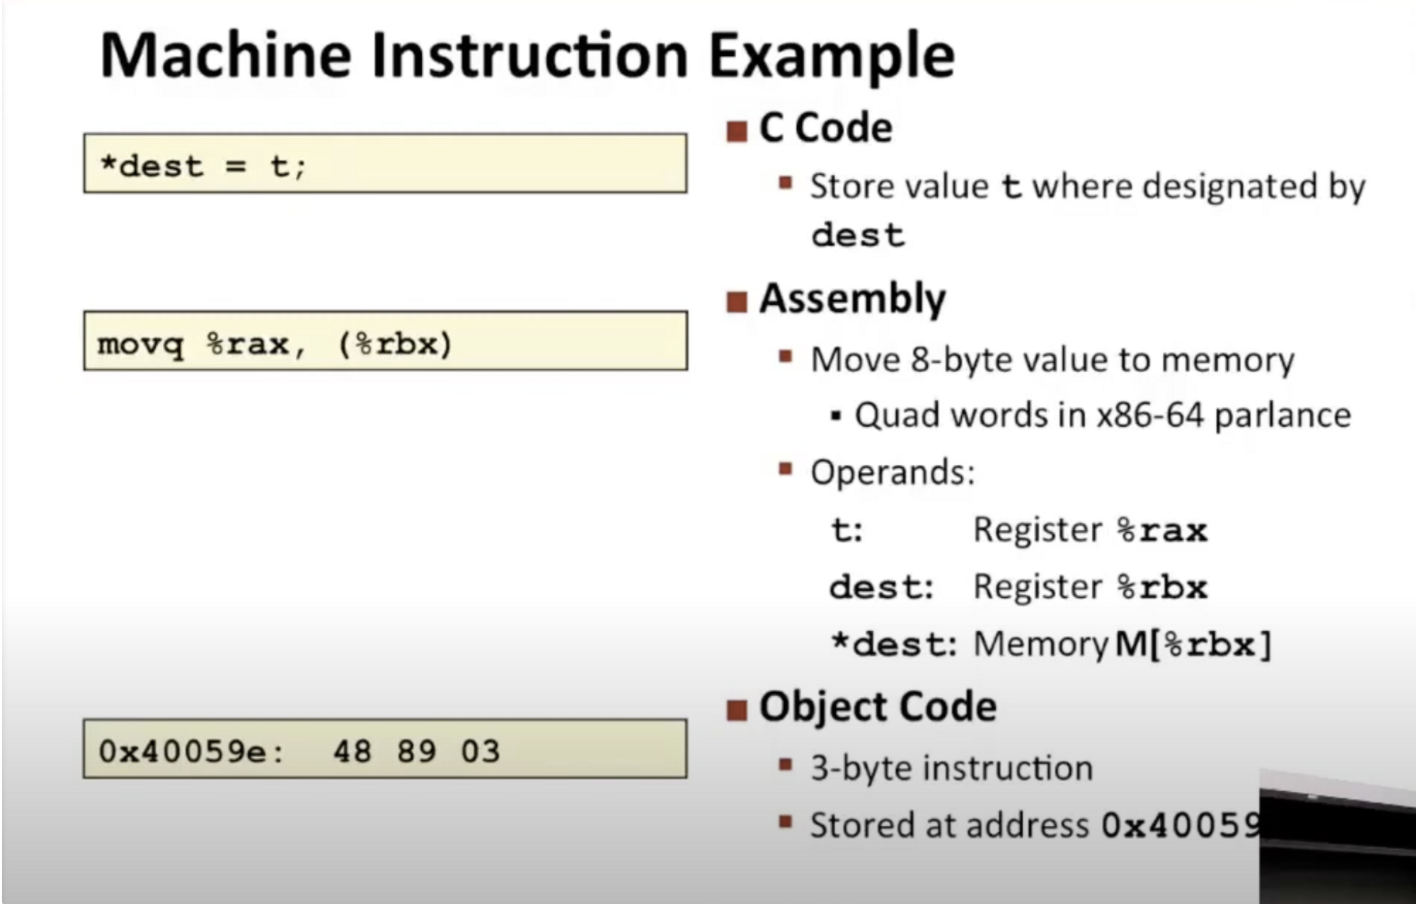 Machine Instruction Example
*dest = t;
C Code
Store value t where designated by
dest
movq %rax, (%rbx)
Assembly
Move 8-byte value to memory
Quad words in x86-64 parlance
Operands:
t: Register %rax
dest: Register %rbx
*dest: Memory M[%rbx]
0x40059e: 48 89 03
Object Code
3-byte instruction
Stored at address 0x40059